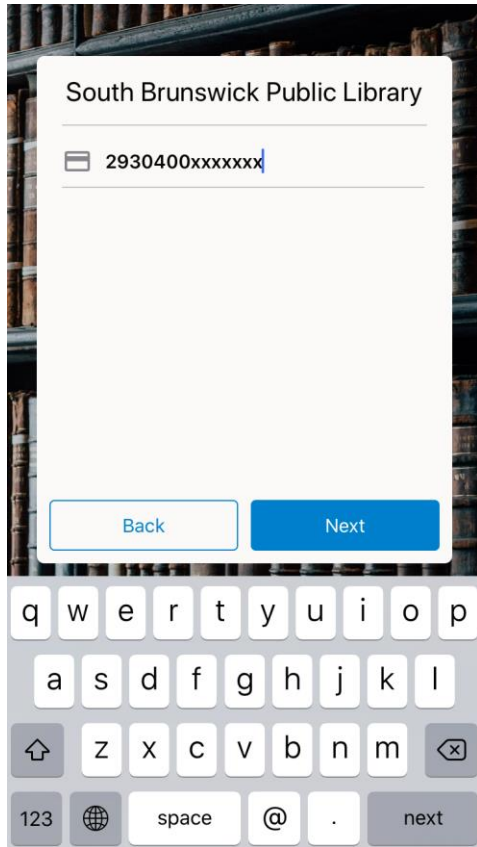 South Brunswick Public Library
2930400xxxxxxx
Back Next
q w e r t y u i o p
a s d f g h j k l
z x c v b n m
123 space @ . next